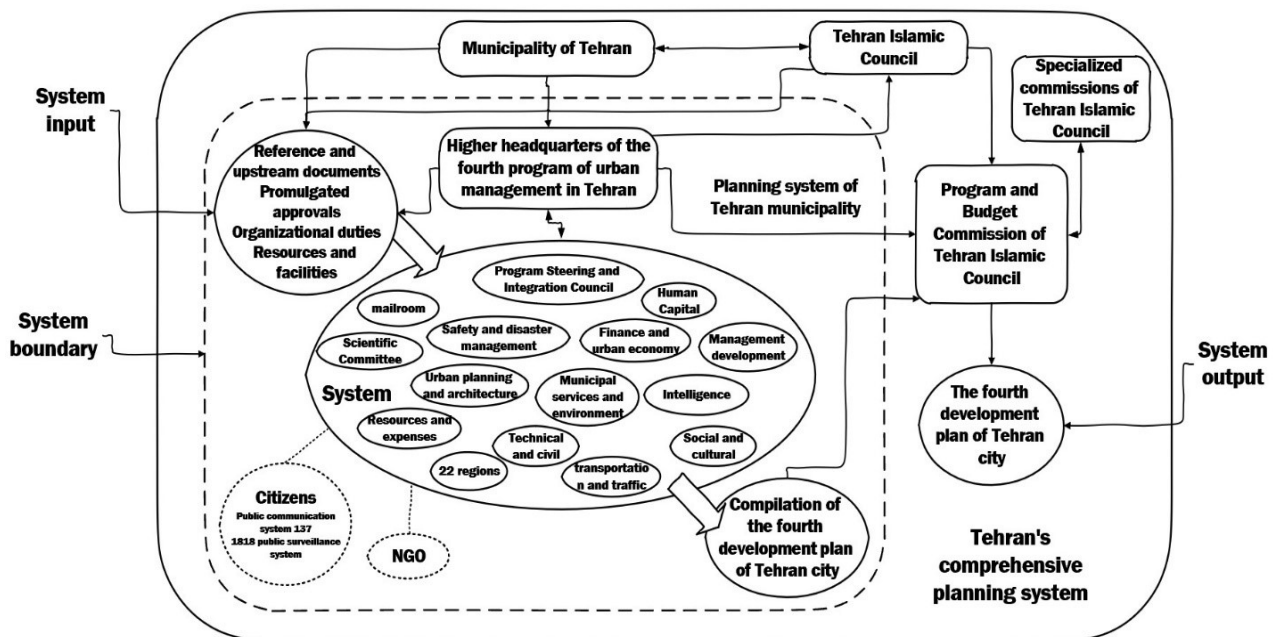 Municipality of Tehran
Tehran Islamic
Council
Specialized
commissions of
Tehran Islamic
Council
System
input
Reference and
upstream documents
Promulgated
approvals
Organizational duties
Resources and
facilities
Higher headquarters of the
fourth program of urban
management in Tehran
Planning system of
Tehran municipality
Program and
Budget
Commission of
Tehran Islamic
Council
System
boundary
Program Steering and
Integration Council
Human
Capital
mailroom
Safety and disaster
management
Finance and
urban economy
Management
development
Scientific
Committee
System
Urban planning
and architecture
Municipal
services and
environment
Intelligence
Resources and
expenses
Technical
and civil
Social and
cultural
22 regions
transportatio
n and traffic
System
output
The fourth
development
plan of Tehran
city
Citizens
Public communication
system 137
1818 public surveillance
system
NGO
Compilation of
the fourth
development plan
of Tehran city
Tehran's
comprehensive
planning system